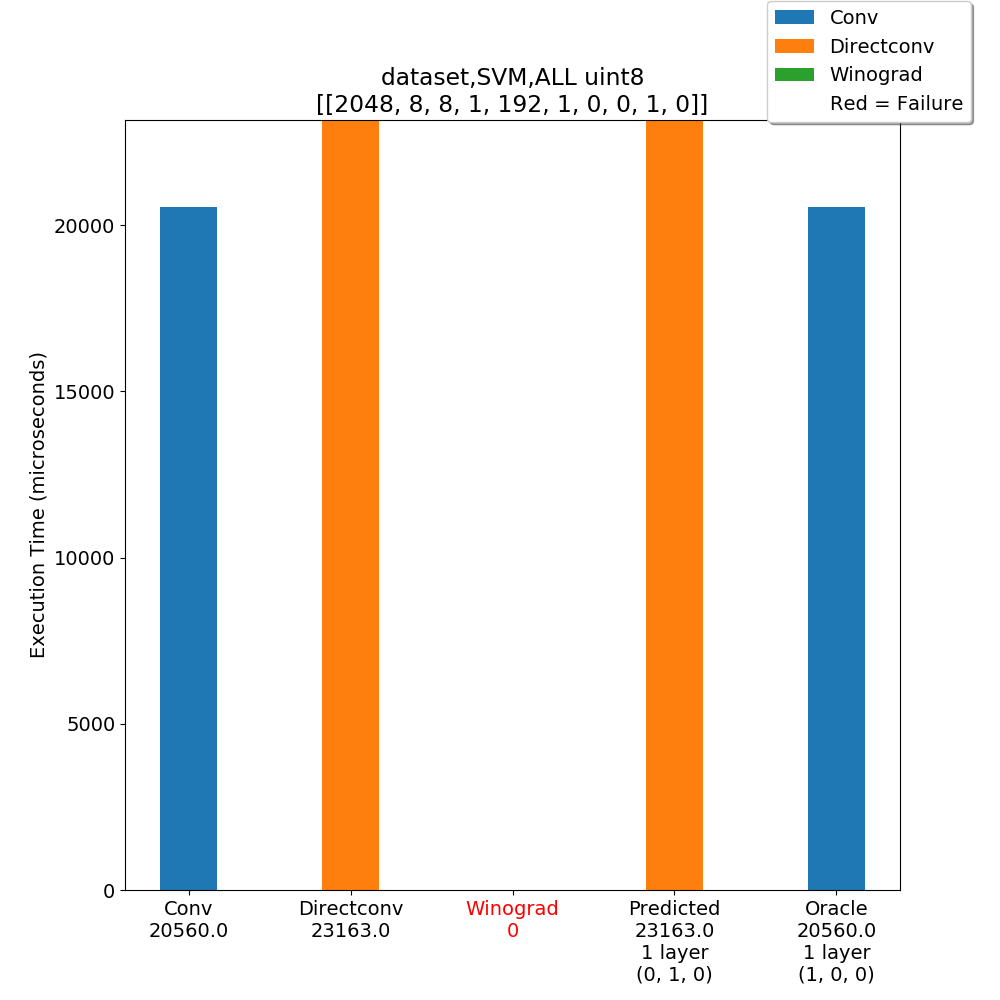 Conv
Directconv
Winograd
Red = Failure
dataset,SVM,ALL uint8
[[2048, 8, 8, 1, 192, 1, 0, 0, 1, 0]]
Execution Time (microseconds)
20000
15000
10000
5000
0
Conv
20560.0
Directconv
23163.0
Winograd
0
Predicted
23163.0
1 layer
(0, 1, 0)
Oracle
20560.0
1 layer
(1, 0, 0)